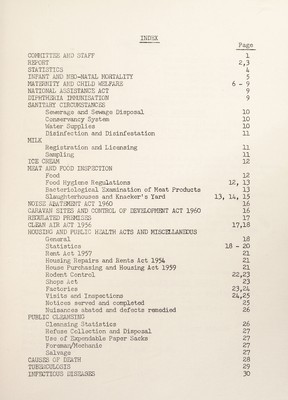 INDEX
Page
COMMITTEE AND STAFF 1
REPORT 2,3
STATISTICS 4
INFANT AND NEO-NATAL MORTALITY 5
MATERNITY AND CHILD WELFARE 6 - 9
NATIONAL ASSISTANCE ACT 9
DIPHTHERIA IMMUNISATION 9
SANITARY CIRCUMSTANCES
Sewerage and Sewage Disposal 10
Conservancy System 10
Water Supplies 10
Disinfection and Disinfestation 11
MILK
Registration and Licensing 11
Sampling 11
ICE CREAM 12
MEAT AND FOOD INSPECTION
Food 12
Food Hygiene Regulations 12, 13
Bacteriological Examination of Meat Products 13
Slaughterhouses and Knacker's Yard 13, 14, 15
NOISE ABATEMENT ACT 1960 16
CARAVAN SITES AND CONTROL OF DEVELOPMENT ACT 1960 16
REGULATED PREMISES 17
CLEAN AIR ACT 1956 17,18
HOUSING AND PUBLIC HEALTH ACTS AND MISCELLANEOUS
General 18
Statistics 18 - 20
Rent Act 1957 21
Housing Repairs and Rents Act 1954 21
House Purchasing and Housing Act 1959 21
Rodent Control 22,23
Shops Act 23
Factories 23,24
Visits and Inspections 24,25
Notices served and completed 25
Nuisances abated and defects remedied 26
PUBLIC CLEANSING
Cleansing Statistics 26
Refuse Collection and Disposal 27
Use of Expendable Paper Sacks 27
Foreman/Mechanic 27
Salvage 27
CAUSES OF DEATH 28
TUBERCULOSIS 29
INFECTIOUS DISEASES 30